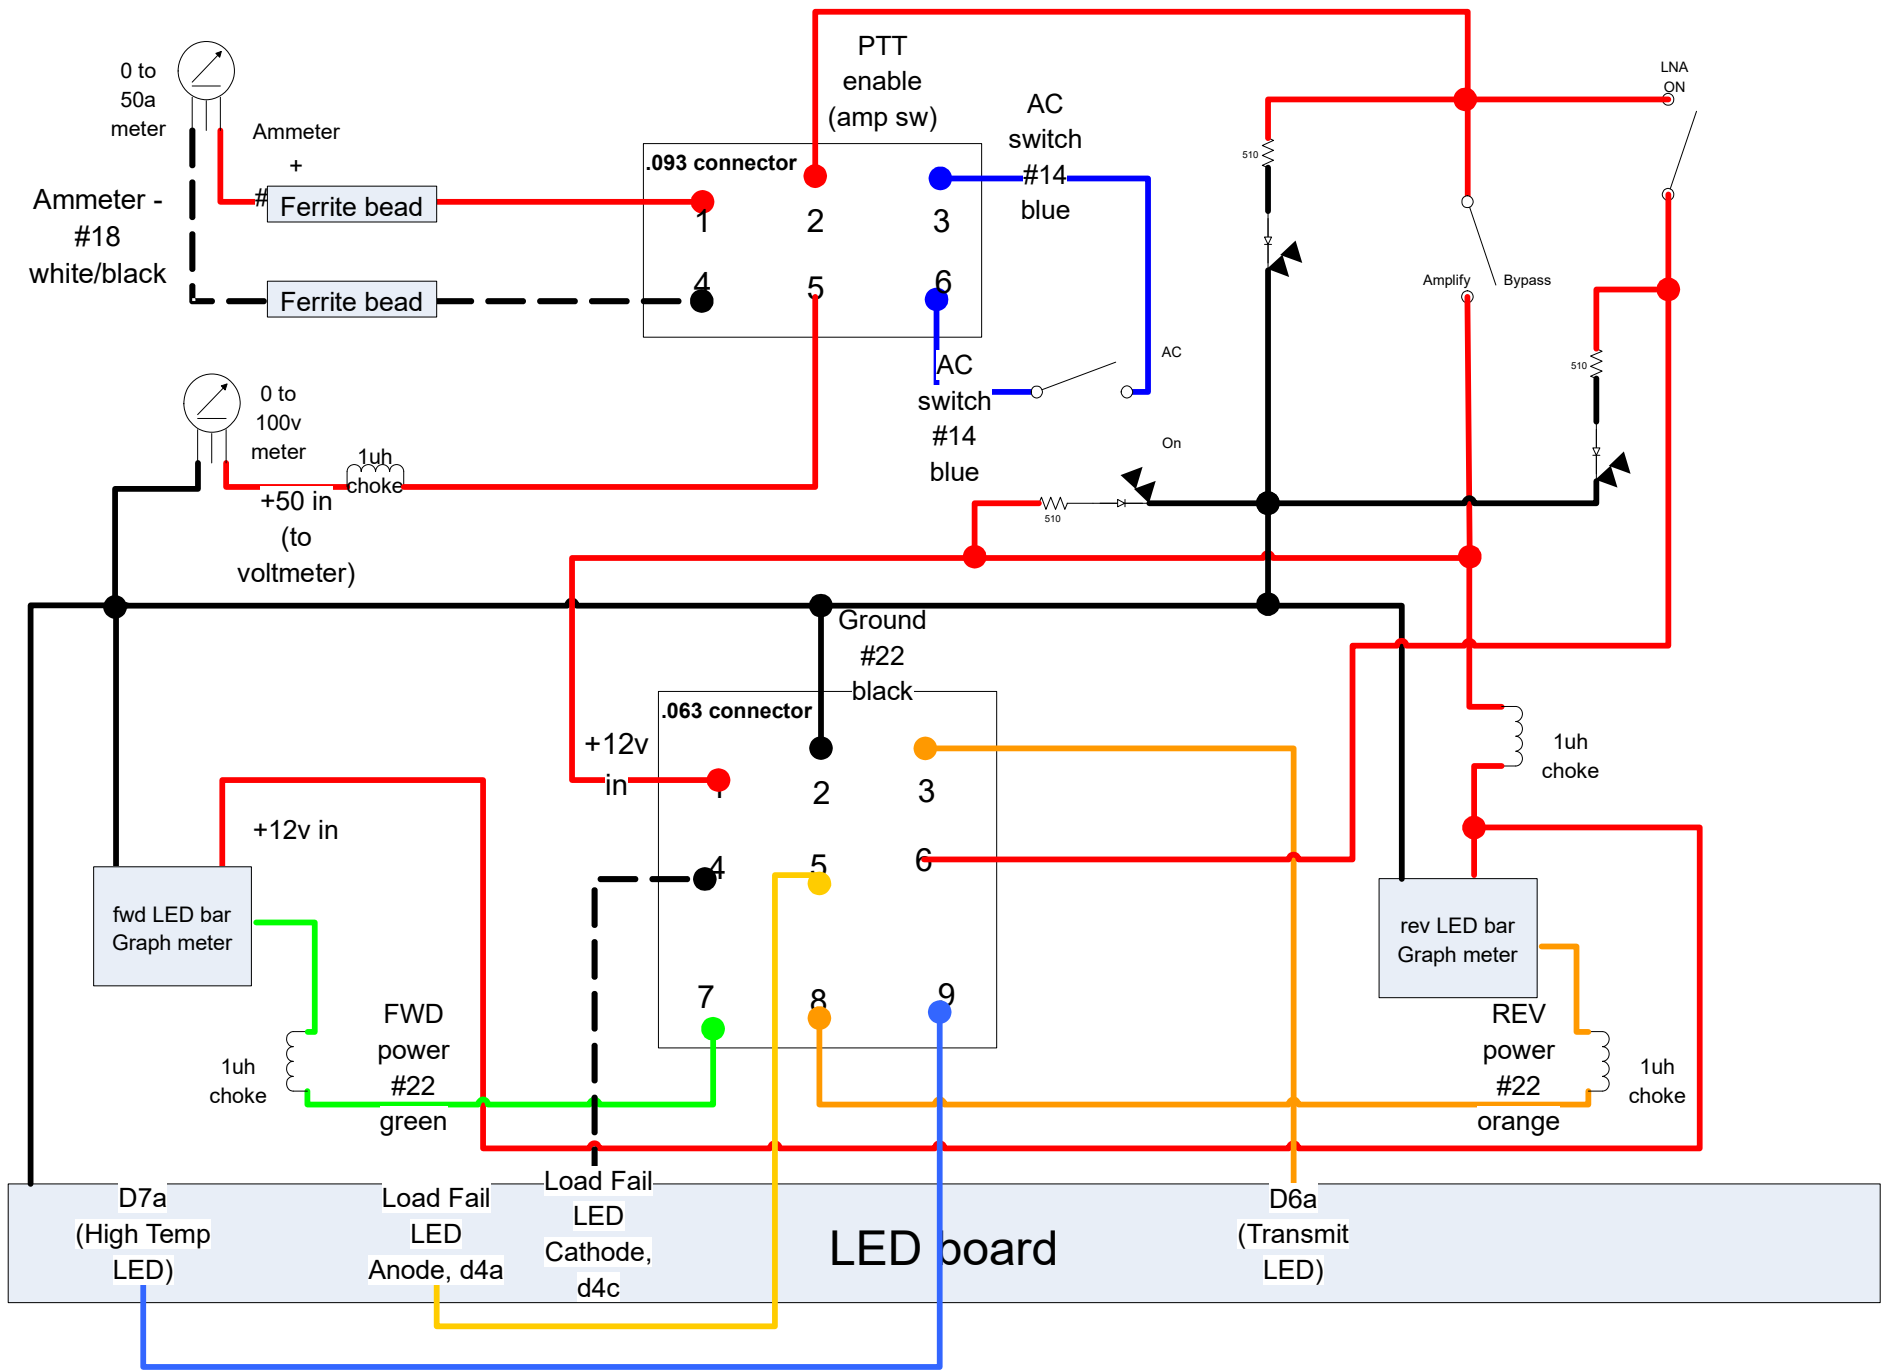 0 to
50a
meter
Ammeter
+
#
Ammeter -
#18
white/black
Ferrite bead
Ferrite bead
PTT
enable
(amp sw)
.093 connector
1
2
3
4
5
6
AC
switch
#14
blue
AC
switch
#14
blue
AC
LNA
ON
510
Amplify
Bypass
510
0 to
100v
meter
1uh
choke
+50 in
(to
voltmeter)
On
510
Ground
#22
black
.063 connector
+12v
in
2
3
4
5
6
7
8
9
1uh
choke
+12v in
fwd LED bar
Graph meter
rev LED bar
Graph meter
FWD
power
#22
green
1uh
choke
REV
power
#22
orange
1uh
choke
D7a
(High Temp
LED)
Load Fail
LED
Anode, d4a
Load Fail
LED
Cathode,
d4c
LED board
D6a
(Transmit
LED)